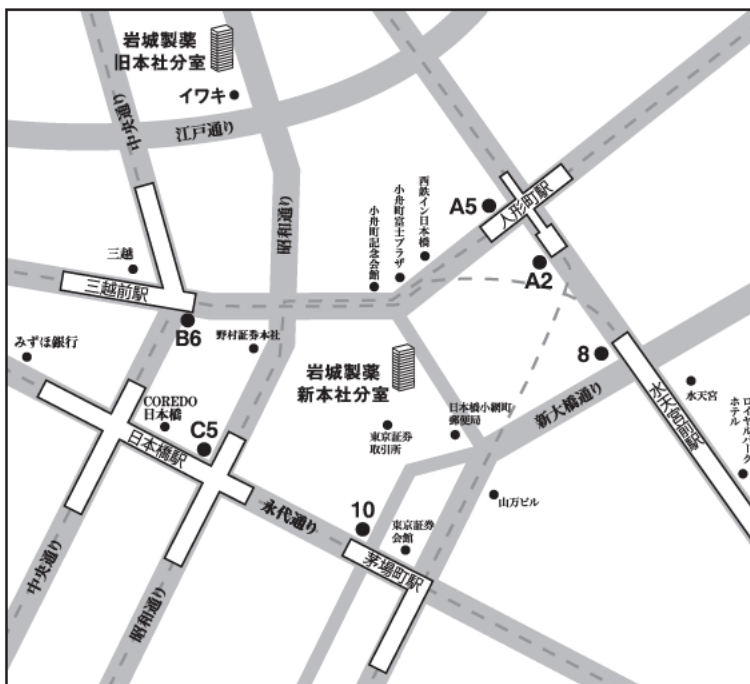 岩城製薬
旧本社分室
イワキ
中央通り
江戸通り
昭和通り
西鉄イン日本橋
小舟町富士プラザ
小舟町記念会館
A5
人形町駅
A2
三越
三越前駅
B6
野村証券本社
みずほ銀行
岩城製薬
新本社分室
8
水天宮前駅
水天宮
ロイヤルパーク
ホテル
新大橋通り
COREDO
日本橋
C5
日本橋駅
東京証券
取引所
日本橋小網町
郵便局
山万ビル
永代通り
10
東京証券
会館
茅場町駅
中央通り
昭和通り